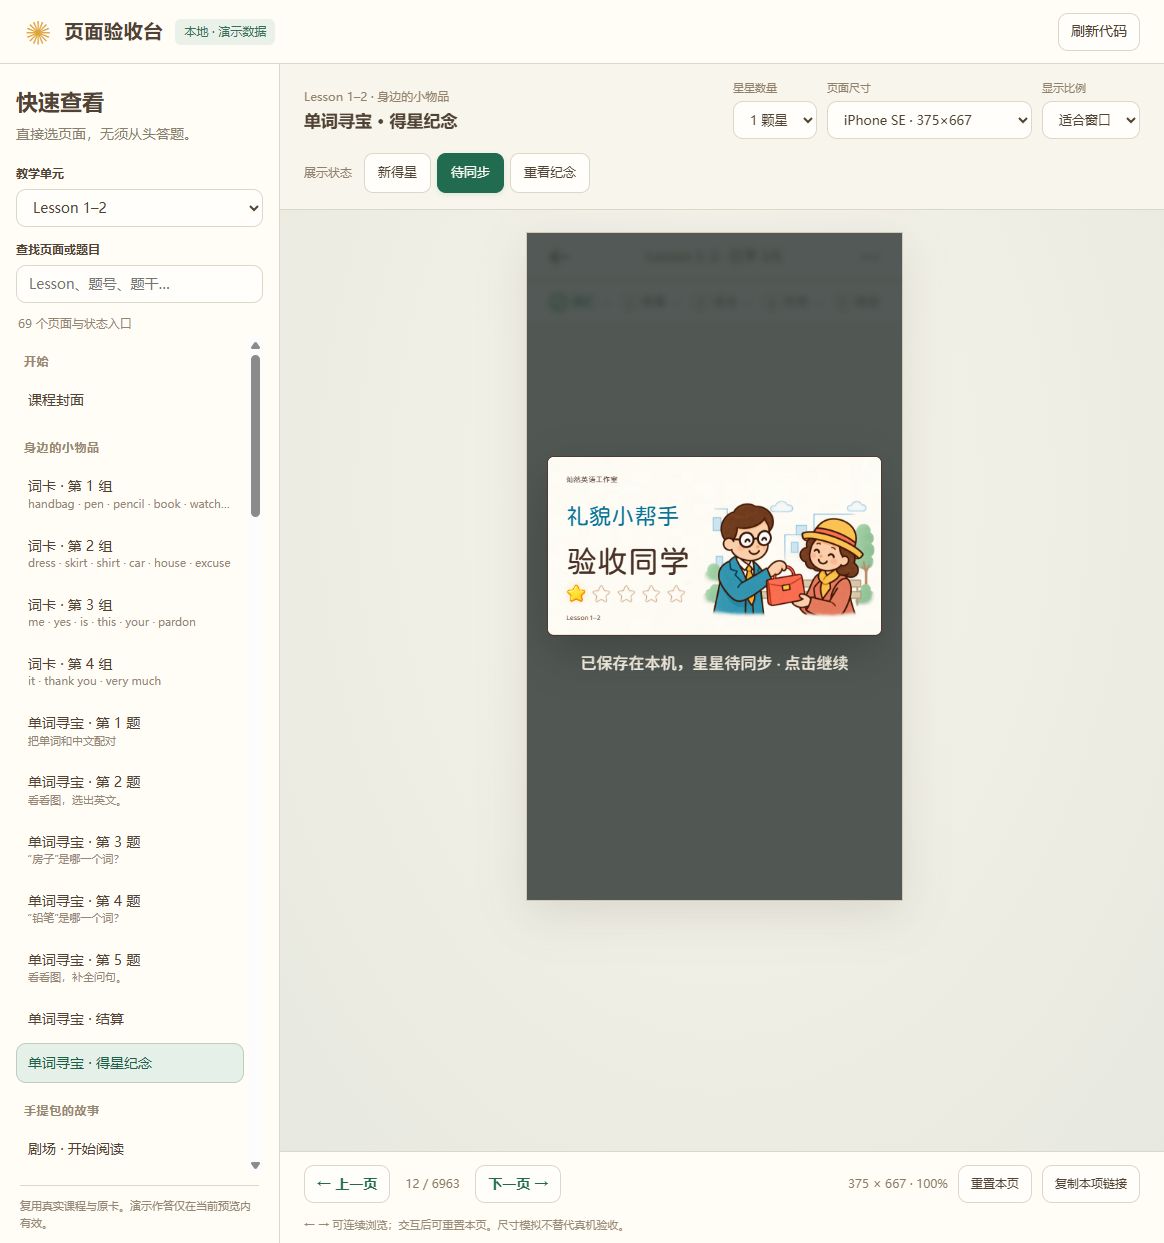 页面验收台
本地 · 演示数据
刷新代码
快速查看
直接选页面，无须从头答题。
教学单元
Lesson 1–2
查找页面或题目
Lesson、题号、题干...
69 个页面与状态入口
开始
课程封面
身边的小物品
词卡 · 第 1 组
handbag · pen · pencil · book · watch...
词卡 · 第 2 组
dress · skirt · shirt · car · house · excuse
词卡 · 第 3 组
me · yes · is · this · your · pardon
词卡 · 第 4 组
it · thank you · very much
单词寻宝 · 第 1 题
把单词和中文配对
单词寻宝 · 第 2 题
看看图，选出英文。
单词寻宝 · 第 3 题
“房子”是哪一个词？
单词寻宝 · 第 4 题
“铅笔”是哪一个词？
单词寻宝 · 第 5 题
看看图，补全问句。
单词寻宝 · 结算
单词寻宝 · 得星纪念
手提包的故事
剧场 · 开始阅读
复用真实课程与原卡。演示作答仅在当前预览内
有效。
Lesson 1–2 · 身边的小物品
单词寻宝 · 得星纪念
星星数量
1 颗星
页面尺寸
iPhone SE · 375×667
显示比例
适合窗口
展示状态
新得星
待同步
重看纪念
灿然英语工作室
礼貌小帮手
验收同学
Lesson 1–2
已保存在本机，星星待同步 · 点击继续
← 上一页
12 / 6963
下一页 →
375 × 667 · 100%
重置本页
复制本项链接
← → 可连续浏览；交互后可重置本页。尺寸模拟不替代真机验收。